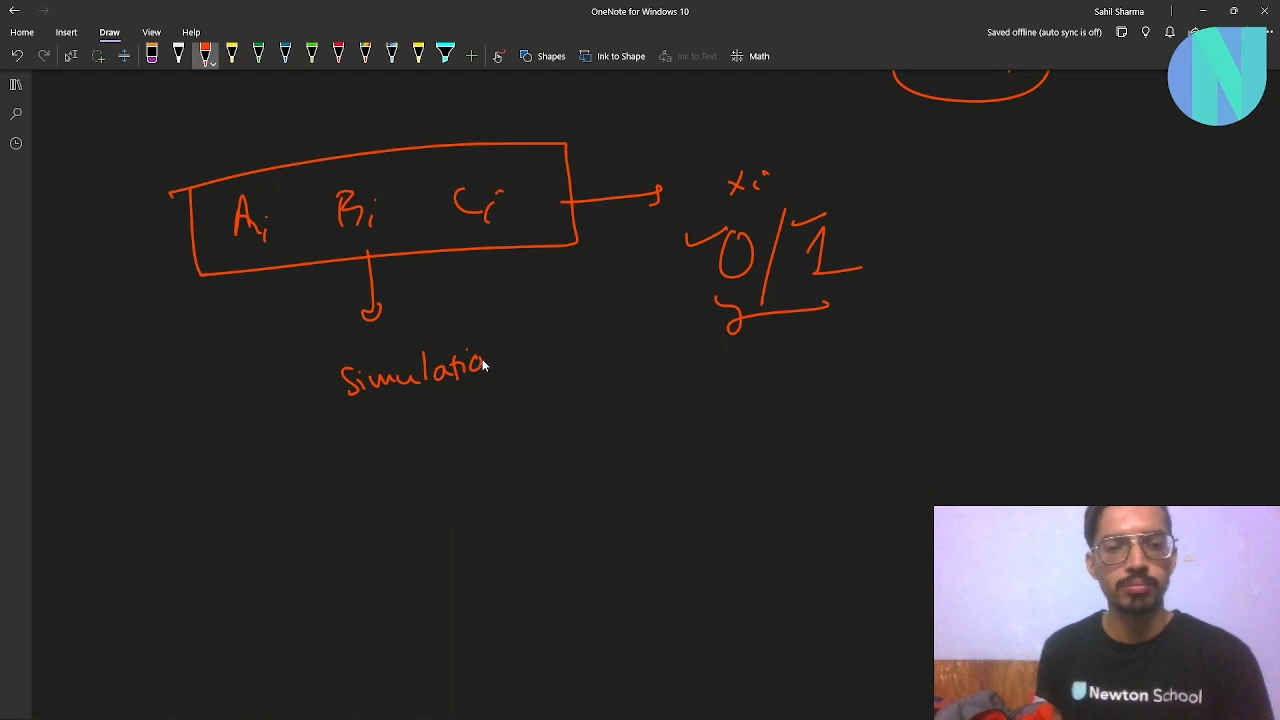 OneNote for Windows 10
Sahil Sharma
Home Insert Draw View Help
Saved offline (auto sync is off)
Shapes Ink to Shape Ink to Text Math
Ai Bi Ci
xi
0/1
Simulatio
Newton School